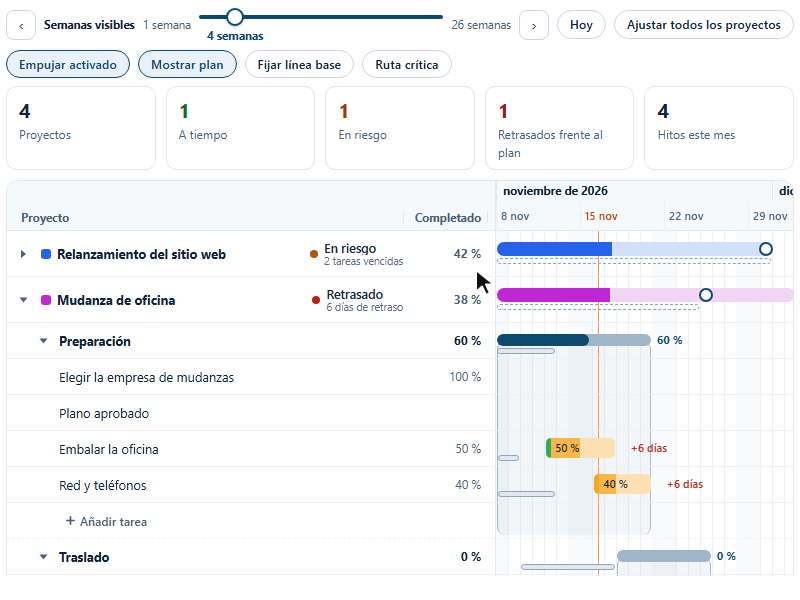 Semanas visibles 1 semana 4 semanas 26 semanas Hoy Ajustar todos los proyectos
Empujar activado Mostrar plan Fijar línea base Ruta crítica
4
Proyectos
1
A tiempo
1
En riesgo
1
Retrasados frente al
plan
4
Hitos este mes
noviembre de 2026 dic
Proyecto Completado 8 nov 15 nov 22 nov 29 nov
Relanzamiento del sitio web En riesgo 42 %
2 tareas vencidas
Mudanza de oficina Retrasado 38 %
6 días de retraso
Preparación 60 % 60 %
Elegir la empresa de mudanzas 100 %
Plano aprobado
Embalar la oficina 50 % 50 % +6 días
Red y teléfonos 40 % 40 % +6 días
+ Añadir tarea
Traslado 0 % 0 %